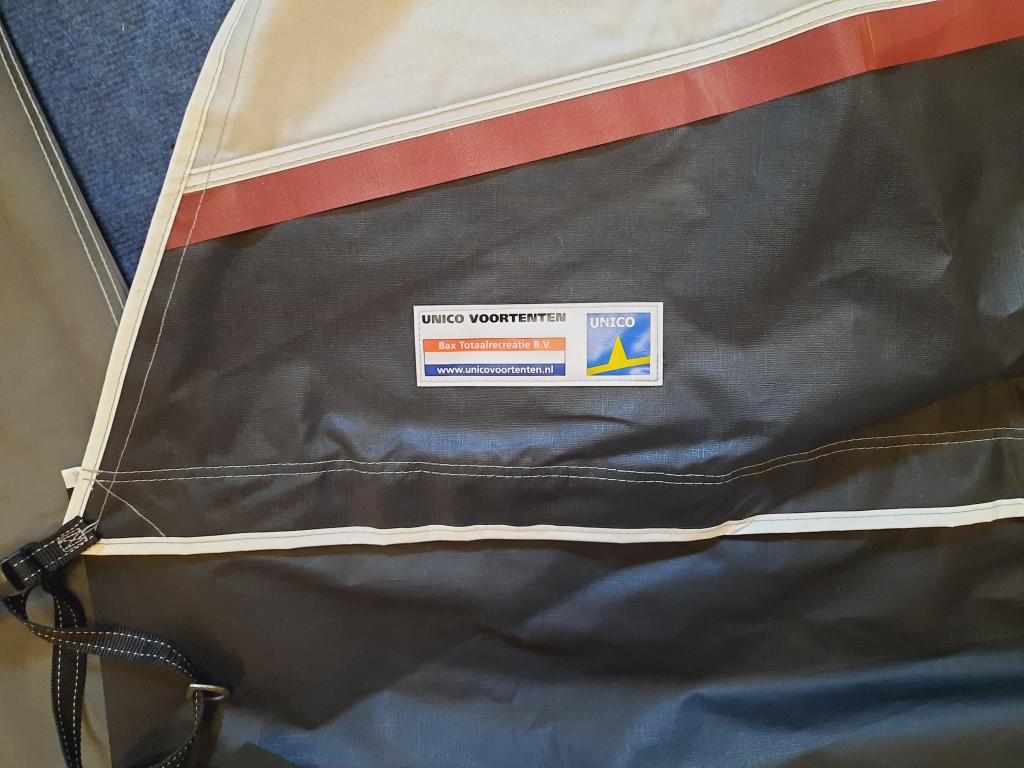 UNICO VOORTENTEN
Bax Totaalrecreatie B.V.
www.unicovoortenten.nl
UNICO